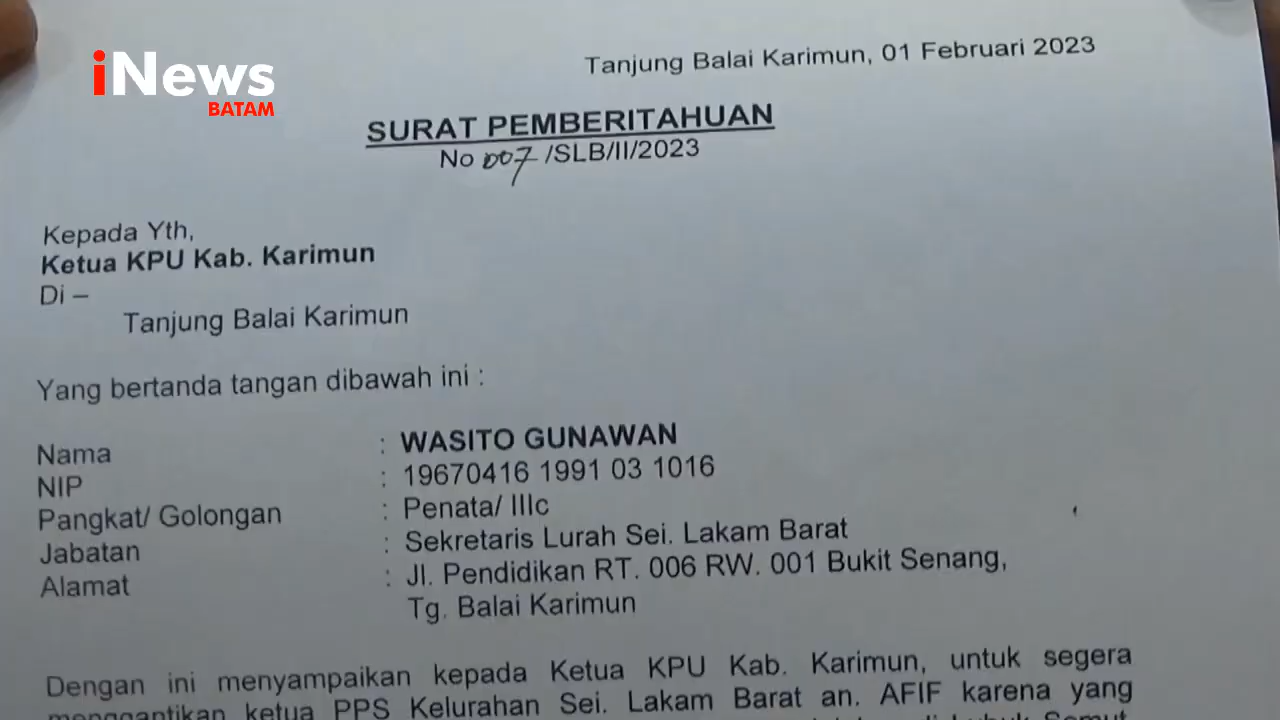 iNews
BATAM
Tanjung Balai Karimun, 01 Februari 2023
SURAT PEMBERITAHUAN
No 007 /SLB/II/2023
Kepada Yth,
Ketua KPU Kab. Karimun
Di –
Tanjung Balai Karimun
Yang bertanda tangan dibawah ini :
Nama : WASITO GUNAWAN
NIP : 19670416 1991 03 1016
Pangkat/ Golongan : Penata/ IIIc
Jabatan : Sekretaris Lurah Sei. Lakam Barat
Alamat : Jl. Pendidikan RT. 006 RW. 001 Bukit Senang,
Tg. Balai Karimun
Dengan ini menyampaikan kepada Ketua KPU Kab. Karimun, untuk segera
menggantikan ketua PPS Kelurahan Sei. Lakam Barat an. AFIF karena yang